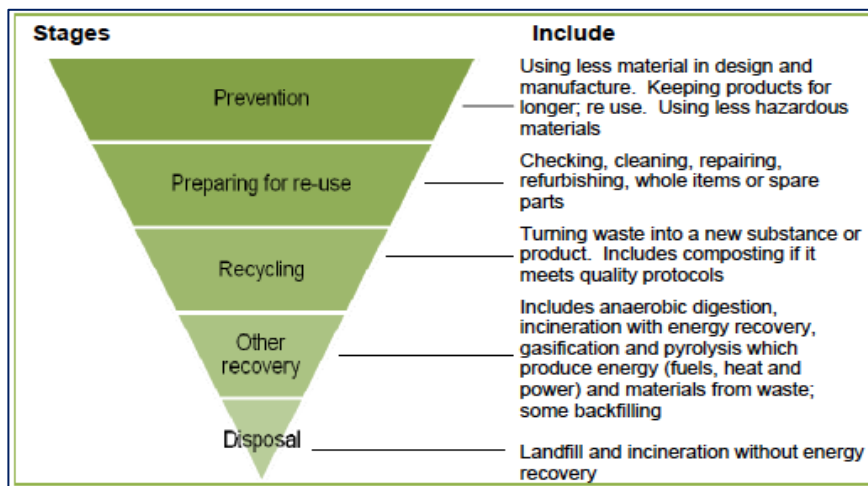 Stages
Include
Prevention
Using less material in design and
manufacture. Keeping products for
longer; re use. Using less hazardous
materials
Preparing for re-use
Checking, cleaning, repairing,
refurbishing, whole items or spare
parts
Recycling
Turning waste into a new substance or
product. Includes composting if it
meets quality protocols
Other
recovery
Includes anaerobic digestion,
incineration with energy recovery,
gasification and pyrolysis which
produce energy (fuels, heat and
power) and materials from waste;
some backfilling
Disposal
Landfill and incineration without energy
recovery